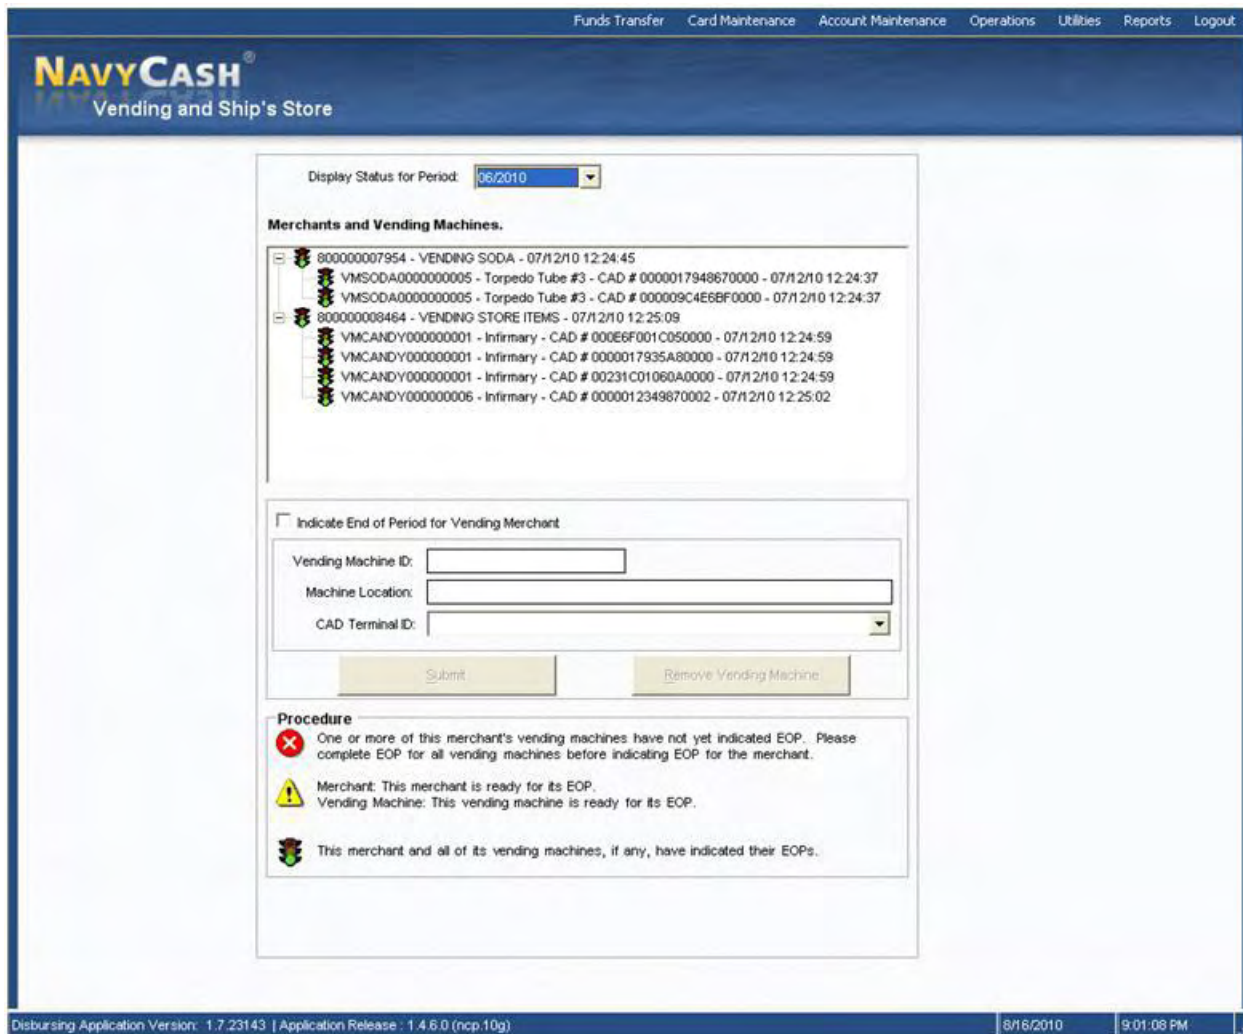 Funds Transfer Card Maintenance Account Maintenance Operations Utilities Reports Logout
NAVYCASH®
Vending and Ship's Store
Display Status for Period: 06/2010
Merchants and Vending Machines.
800000007954 - VENDING SODA - 07/12/10 12:24:45
VMSODA0000000005 - Torpedo Tube #3 - CAD # 0000017948670000 - 07/12/10 12:24:37
VMSODA0000000005 - Torpedo Tube #3 - CAD # 000009C4E6BF0000 - 07/12/10 12:24:37
800000008464 - VENDING STORE ITEMS - 07/12/10 12:25:09
VMCANDY000000001 - Infirmary - CAD # 000E6F001C050000 - 07/12/10 12:24:59
VMCANDY000000001 - Infirmary - CAD # 0000017935A80000 - 07/12/10 12:24:59
VMCANDY000000001 - Infirmary - CAD # 00231C01060A0000 - 07/12/10 12:24:59
VMCANDY000000006 - Infirmary - CAD # 0000012349870002 - 07/12/10 12:25:02
Indicate End of Period for Vending Merchant
Vending Machine ID:
Machine Location:
CAD Terminal ID:
Submit Remove Vending Machine
Procedure
One or more of this merchant's vending machines have not yet indicated EOP. Please
complete EOP for all vending machines before indicating EOP for the merchant.
Merchant: This merchant is ready for its EOP.
Vending Machine: This vending machine is ready for its EOP.
This merchant and all of its vending machines, if any, have indicated their EOPs.
Disbursing Application Version: 1.7.23143 | Application Release : 1.4.6.0 (ncp.10g) 8/16/2010 9:01:08 PM